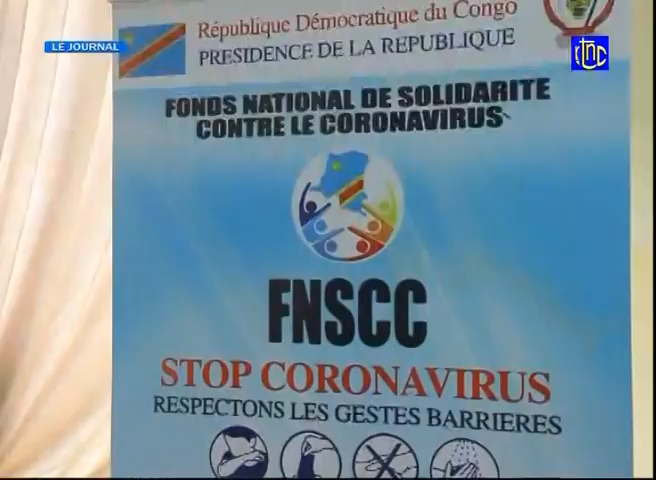 République Démocratique du Congo
LE JOURNAL
PRESIDENCE DE LA REPUBLIQUE
rtnc
FONDS NATIONAL DE SOLIDARITE
CONTRE LE CORONAVIRUS
FNSCC
STOP CORONAVIRUS
RESPECTONS LES GESTES BARRIERES